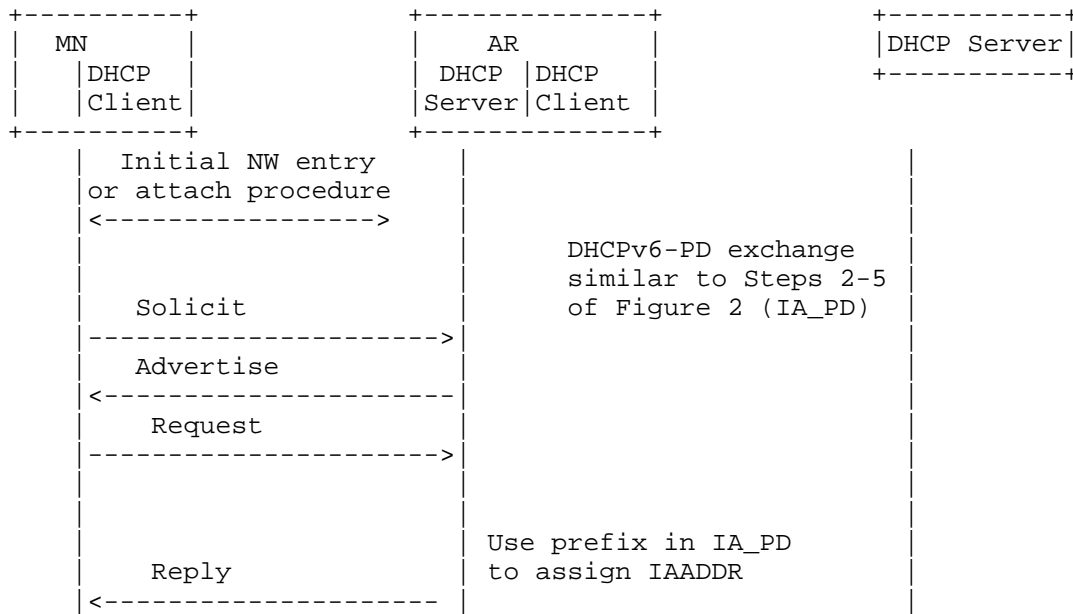 MN AR DHCP Server
DHCP DHCP DHCP
Client Server Client
Initial NW entry
or attach procedure
DHCPv6-PD exchange
similar to Steps 2-5
Solicit of Figure 2 (IA_PD)
Advertise
Request
Use prefix in IA_PD
Reply to assign IAADDR